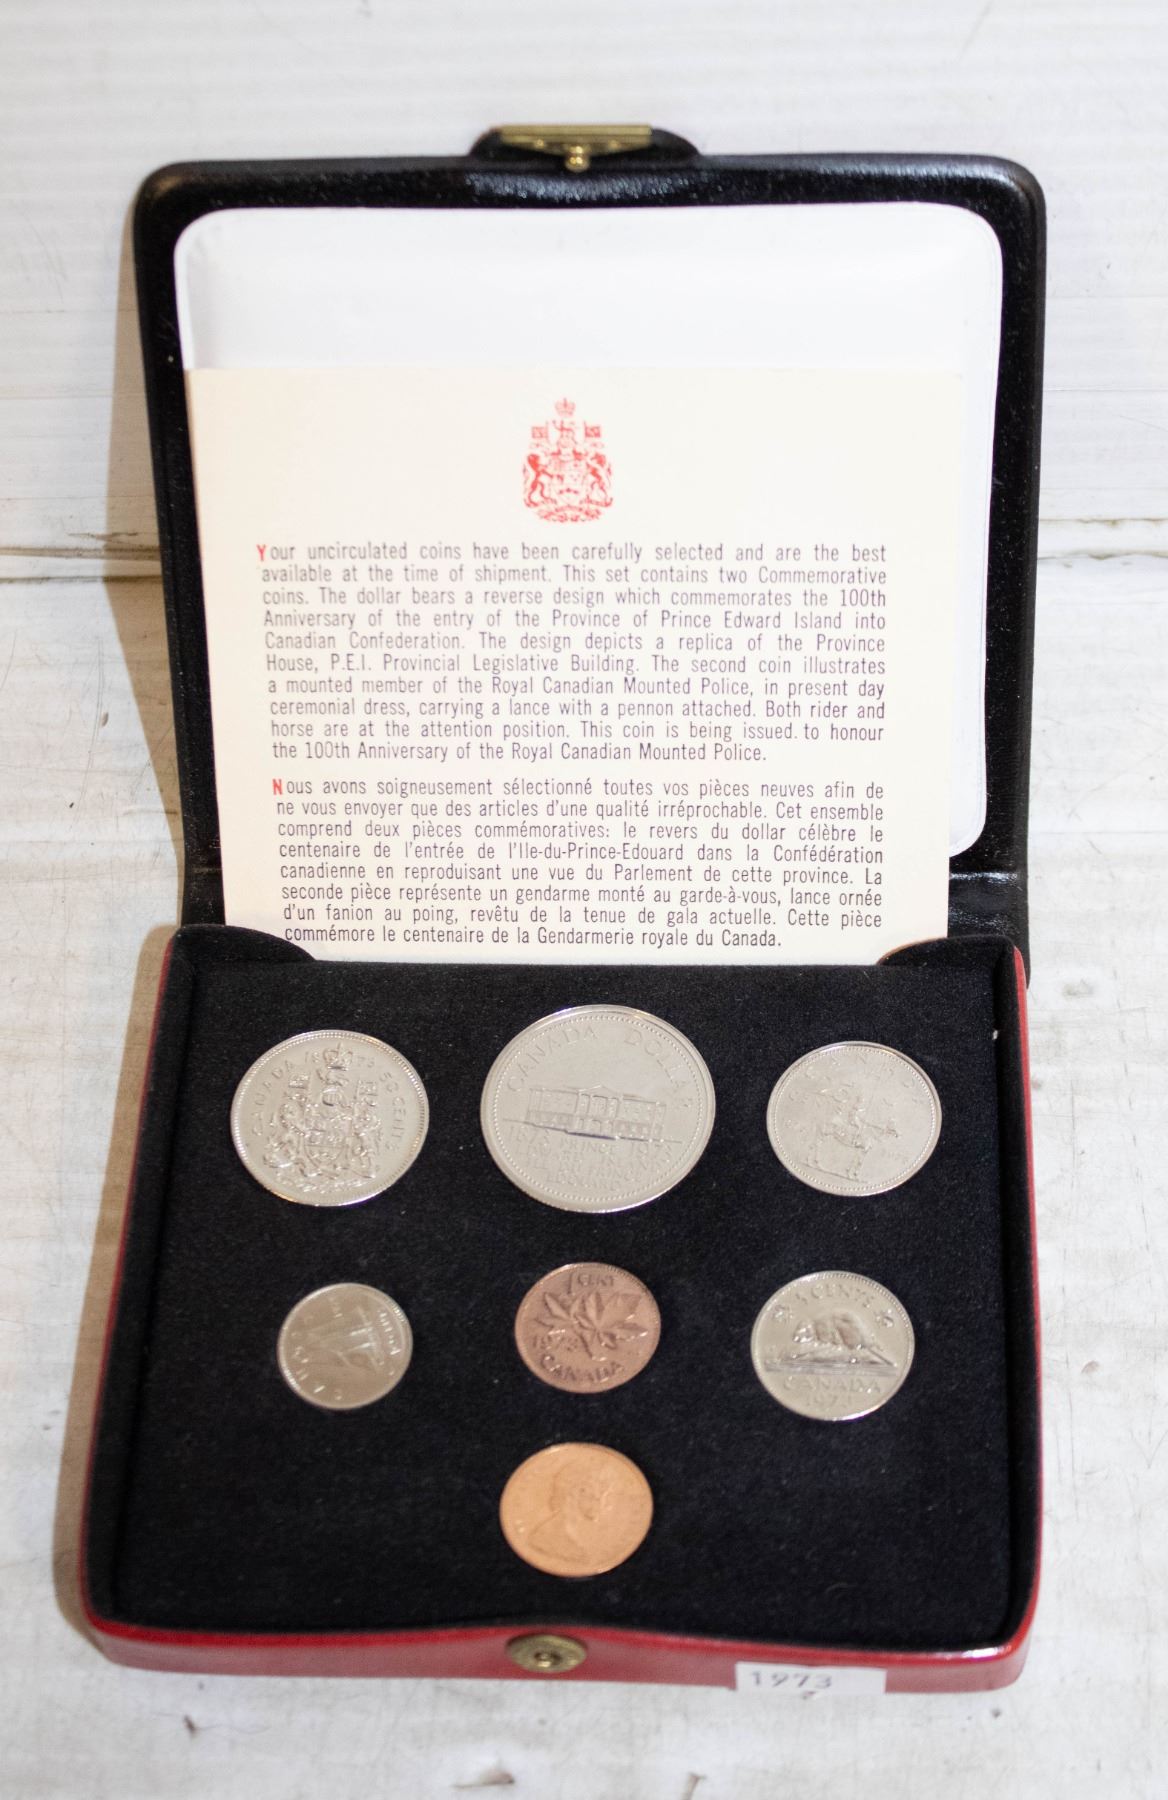 Your uncirculated coins have been carefully selected and are the best
available at the time of shipment. This set contains two Commemorative
coins. The dollar bears a reverse design which commemorates the 100th
Anniversary of the entry of the Province of Prince Edward Island into
Canadian Confederation. The design depicts a replica of the Province
House, P.E.I. Provincial Legislative Building. The second coin illustrates
a mounted member of the Royal Canadian Mounted Police, in present day
ceremonial dress, carrying a lance with a pennon attached. Both rider and
horse are at the attention position. This coin is being issued. to honour
the 100th Anniversary of the Royal Canadian Mounted Police.
Nous avons soigneusement sélectionné toutes vos pièces neuves afin de
ne vous envoyer que des articles d'une qualité irréprochable. Cet ensemble
comprend deux pièces commémoratives: le revers du dollar célèbre le
centenaire de l'entrée de l'Ile-du-Prince-Edouard dans la Confédération
canadienne en reproduisant une vue du Parlement de cette province. La
seconde pièce représente un gendarme monté au garde-à-vous, lance ornée
d'un fanion au poing, revêtu de la tenue de gala actuelle. Cette pièce
commémore le centenaire de la Gendarmerie royale du Canada.
CANADA 1973 50 CENTS
CANADA DOLLAR
1873 PRINCE
1 CENT
1973
CANADA
5 CENTS
CANADA
1973
1973